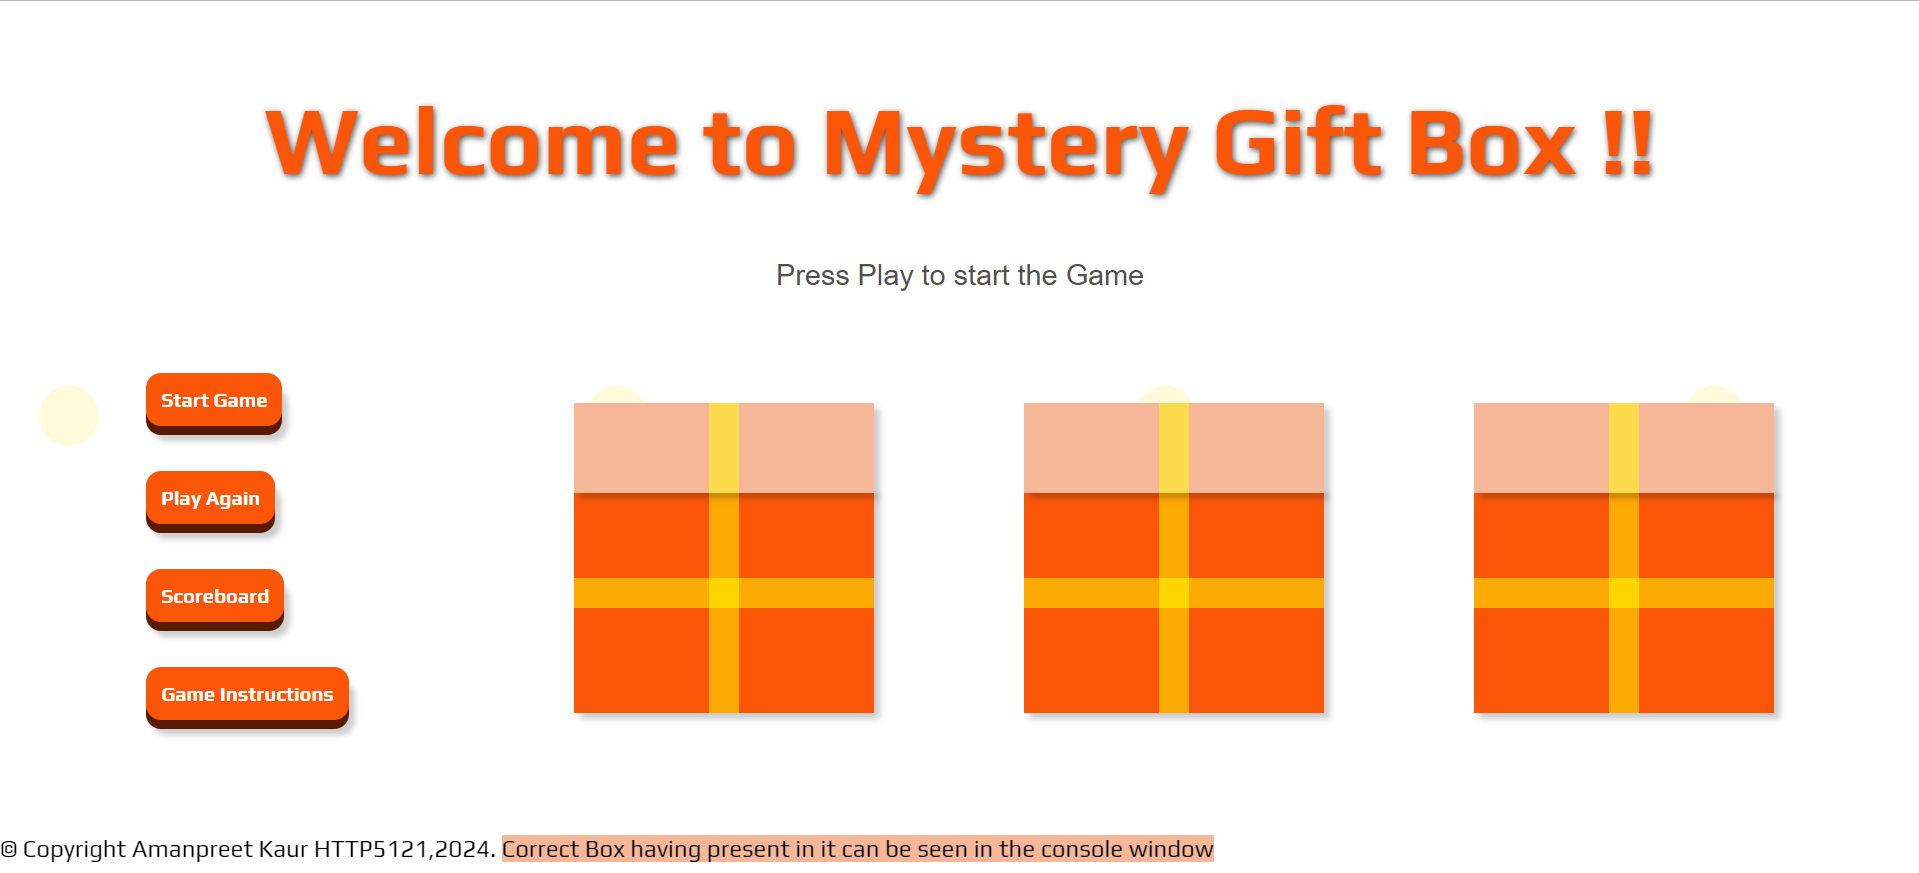 Welcome to Mystery Gift Box !!
Press Play to start the Game
Start Game
Play Again
Scoreboard
Game Instructions
© Copyright Amanpreet Kaur HTTP5121,2024. Correct Box having present in it can be seen in the console window